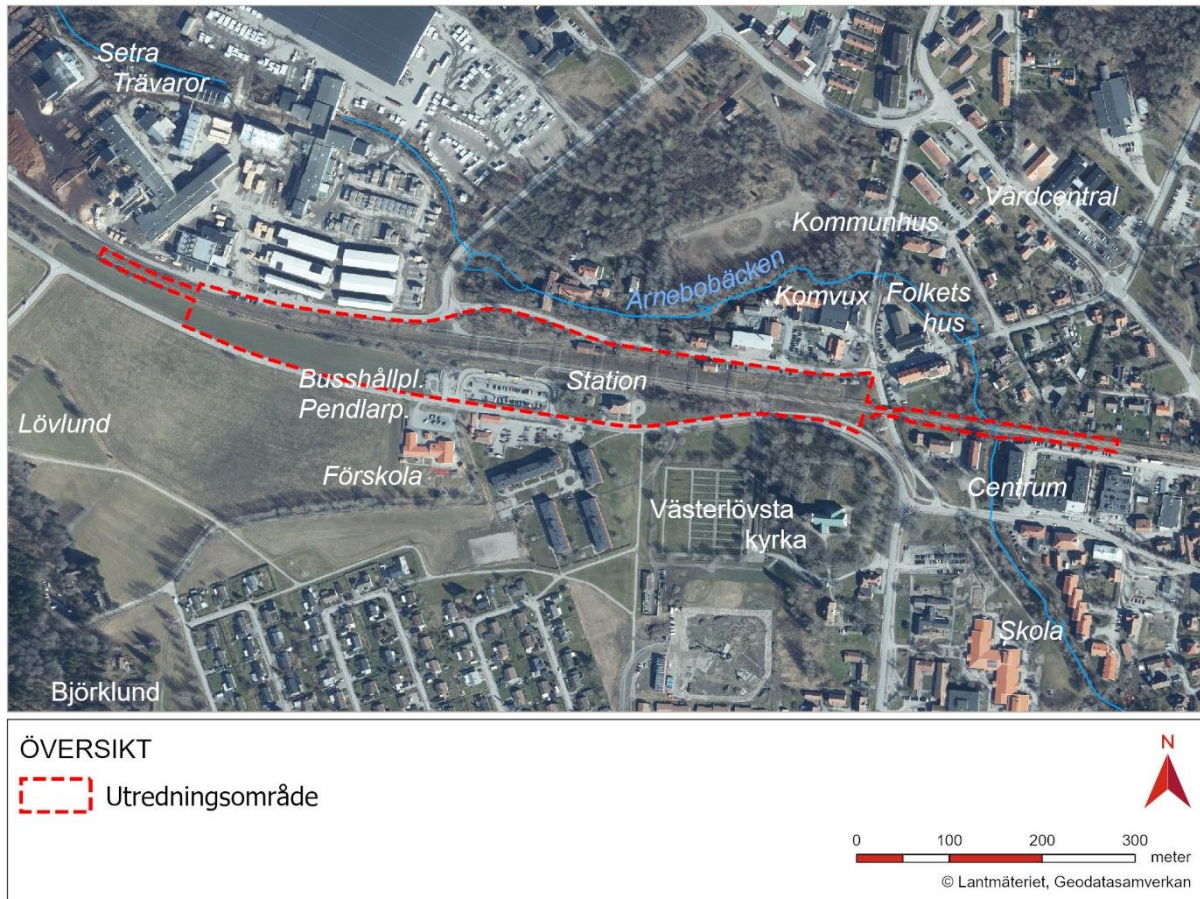 Setra
Trävaror
Vårdcentral
Kommunhus
Arnebobäcken
Komvux
Folkets
hus
Busshållpl.
Pendlarp.
Station
Lövlund
Förskola
Centrum
Västerlövsta
kyrka
Skola
Björklund
ÖVERSIKT
Utredningsområde
N
0 100 200 300
meter
© Lantmäteriet, Geodatasamverkan